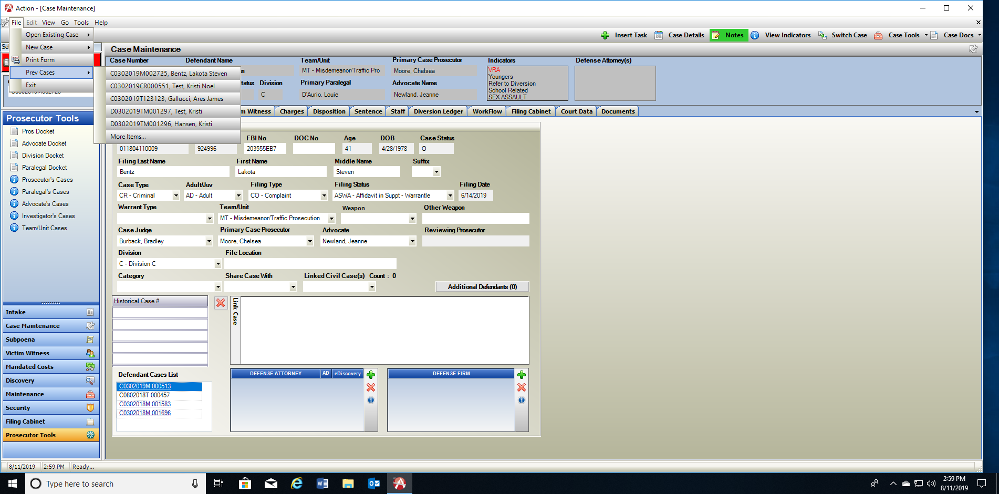 Action - [Case Maintenance]
File Edit View Go Tools Help
Insert Task Case Details Notes View Indicators Switch Case Case Tools Case Docs
Open Existing Case
New Case
Print Form
Prev Cases
Exit
C0302019M002725, Bentz, Lakota Steven
C0302019CR000551, Test, Kristi Noel
C0302019T123123, Gallucci, Ares James
D0302019TM001297, Test, Kristi
D0302019TM001296, Hansen, Kristi
More Items...
Case Maintenance
Case Number Defendant Name Team/Unit Primary Case Prosecutor Indicators Defense Attorney(s)
MT - Misdemeanor/Traffic Pro Moore, Chelsea
Division Primary Paralegal Advocate Name
C D'Aurio, Louie Newland, Jeanne
VRA
Youngers
Refer to Diversion
School Related
SEX ASSAULT
Witness Charges Disposition Sentence Staff Diversion Ledger WorkFlow Filing Cabinet Court Data Documents
Prosecutor Tools
Pros Docket
Advocate Docket
Division Docket
Paralegal Docket
Prosecutor's Cases
Paralegal's Cases
Advocate's Cases
Investigator's Cases
Team/Unit Cases
Intake
Case Maintenance
Subpoena
Victim Witness
Mandated Costs
Discovery
Maintenance
Security
Filing Cabinet
Prosecutor Tools
FBI No DOC No Age DOB Case Status
011804110009 924996 203555EB7 41 4/28/1978 O
Filing Last Name First Name Middle Name Suffix
Bentz Lakota Steven
Case Type Adult/Juv Filing Type Filing Status Filing Date
CR - Criminal AD - Adult CO - Complaint ASWA - Affidavit in Suppt - Warrantle 6/14/2019
Warrant Type Team/Unit Weapon Other Weapon
MT - Misdemeanor/Traffic Prosecution
Case Judge Primary Case Prosecutor Advocate Reviewing Prosecutor
Burback, Bradley Moore, Chelsea Newland, Jeanne
Division File Location
C - Division C
Category Share Case With Linked Civil Case(s) Count : 0
Additional Defendants (0)
Historical Case #
Link Case
Defendant Cases List
C0302019M 000513
C0802018T 000457
C0302018M 001583
C0302018M 001696
DEFENSE ATTORNEY AD eDiscovery
DEFENSE FIRM
8/11/2019 2:59 PM Ready...
Type here to search
2:59 PM
8/11/2019